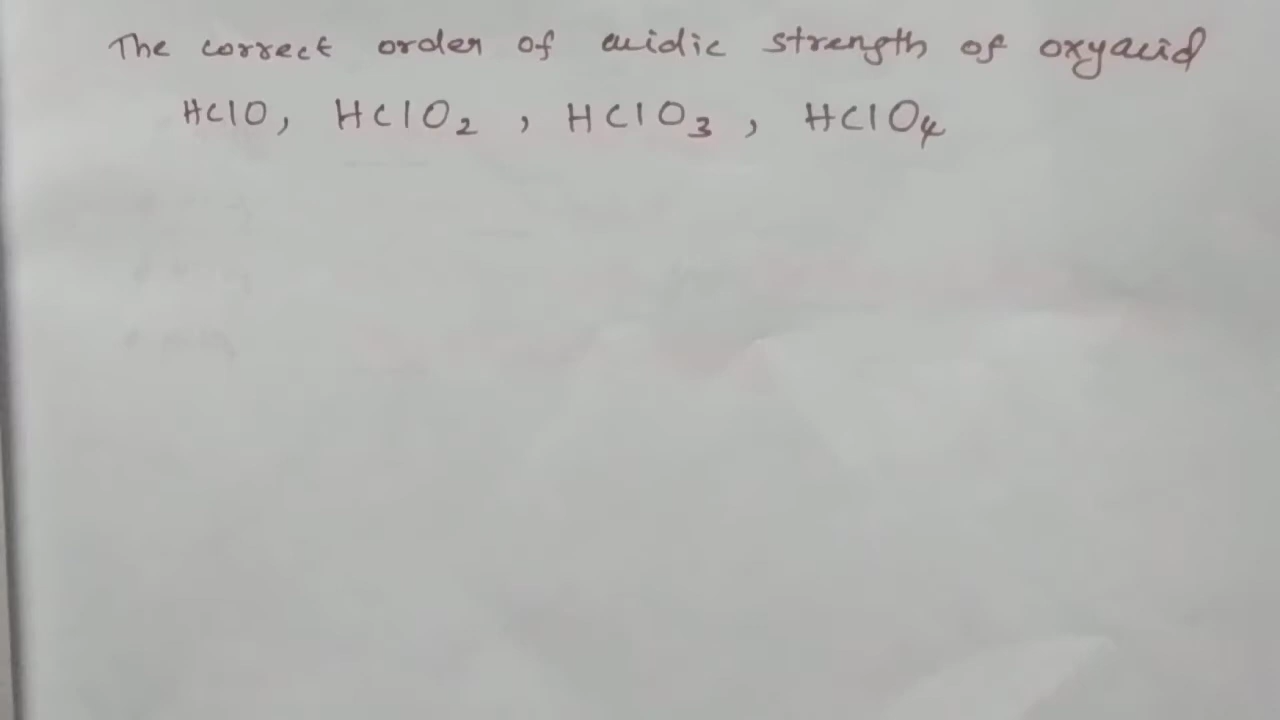 The correct order of acidic strength of oxyacid
HClO, HClO₂, HClO₃, HClO₄